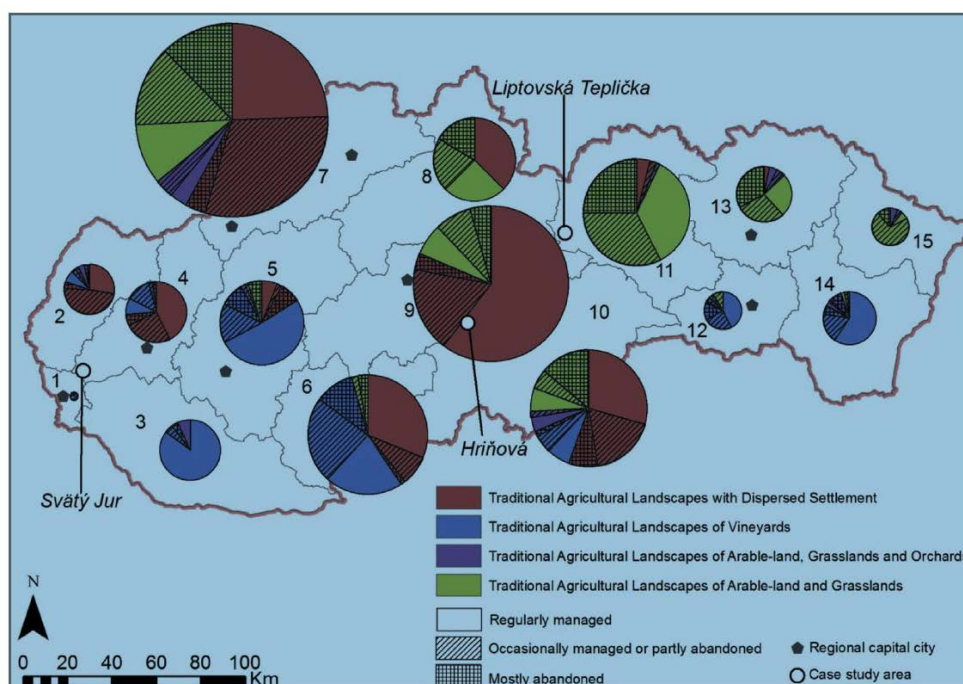 Liptovská Teplička
7
8
13
15
11
5
4
2
9
10
14
12
1
6
3
Hriňová
Svätý Jur
Traditional Agricultural Landscapes with Dispersed Settlement
Traditional Agricultural Landscapes of Vineyards
Traditional Agricultural Landscapes of Arable-land, Grasslands and Orchards
Traditional Agricultural Landscapes of Arable-land and Grasslands
Regularly managed
Occasionally managed or partly abandoned
Mostly abandoned
Regional capital city
Case study area
N
0 20 40 60 80 100
Km